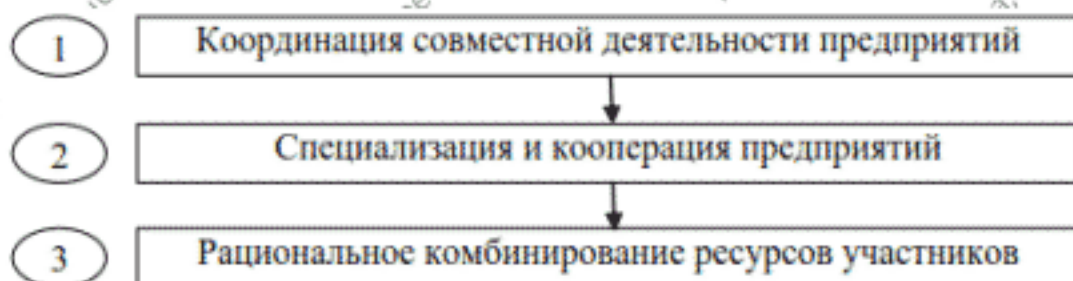 1 Координация совместной деятельности предприятий
2 Специализация и кооперация предприятий
3 Рациональное комбинирование ресурсов участников